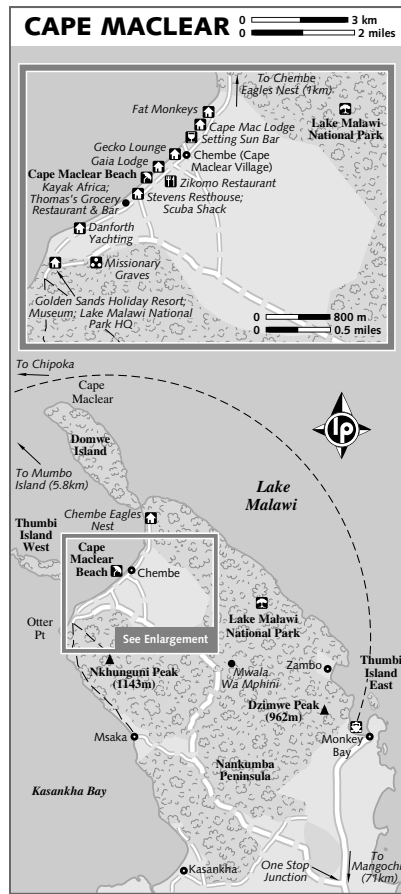 CAPE MACLEAR
0 3 km
0 2 miles
To Chembe
Eagles Nest (1km)
Fat Monkeys
Lake Malawi
National Park
Cape Mac Lodge
Setting Sun Bar
Gecko Lounge
Chembe (Cape
Maclear Village)
Gaia Lodge
Cape Maclear Beach
Zikomo Restaurant
Kayak Africa;
Thomas's Grocery
Restaurant & Bar
Stevens Resthouse;
Scuba Shack
Danforth
Yachting
Missionary
Graves
Golden Sands Holiday Resort;
Museum; Lake Malawi National
Park HQ
0 800 m
0 0.5 miles
To Chipoka
Cape
Maclear
Domwe
Island
lp
To Mumbo
Island (5.8km)
Lake
Malawi
Chembe Eagles
Nest
Thumbi
Island
West
Cape
Maclear
Beach
Chembe
Lake Malawi
National Park
Otter
Pt
See Enlargement
Nkhunguni Peak
(1143m)
Mwala
Wa Mphini
Zambo
Thumbi
Island
East
Dzimwe Peak
(962m)
Msaka
Monkey
Bay
Nankumba
Peninsula
Kasankha Bay
Kasankha
One Stop
Junction
To
Mangochi
(71km)